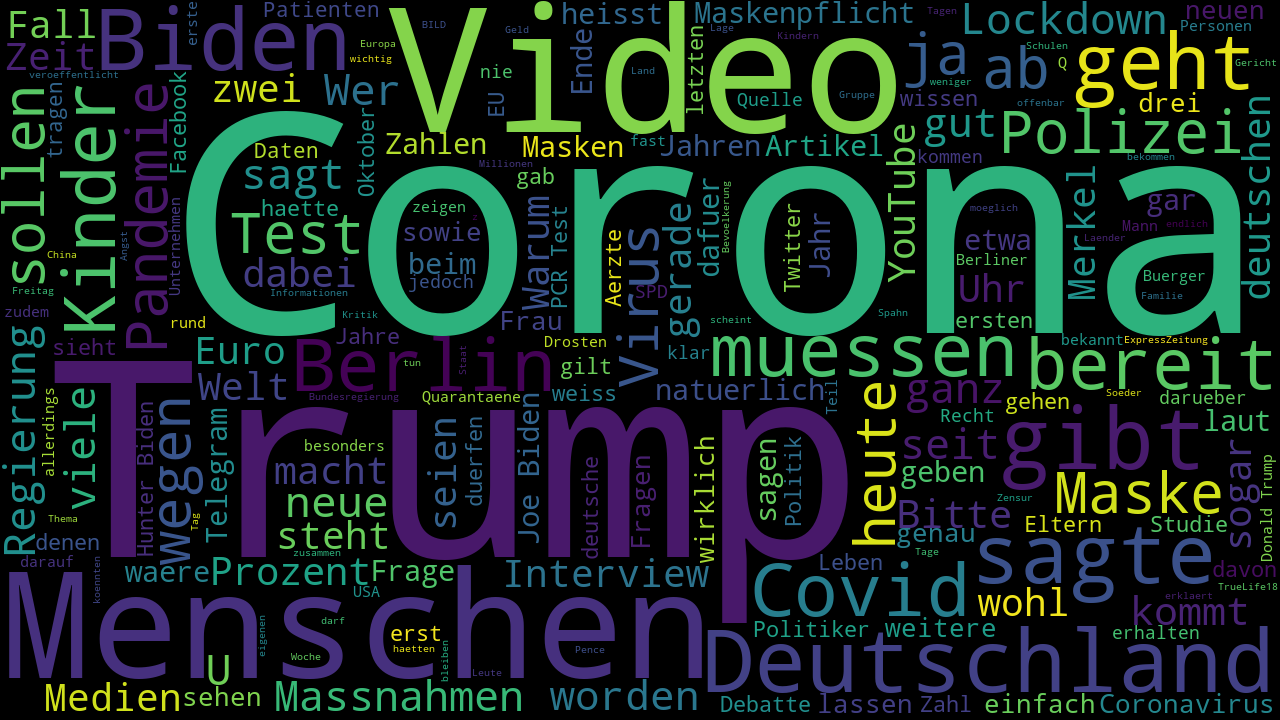 Fall
Zeit
Biden
erste
Patienten
BILD
Geld
Video
heisst
Ende
Maskenpflicht
Tagen
letzten
Lage
Kindern
Lockdown
neuen
Personen
ja
ab
geht
Schulen
Q
Gericht
veroeffentlicht
Europa
wichtig
nie
EU
Land
Quelle
Gruppe
weniger
wissen
offenbar
drei
zwei
Wer
tragen
Facebook
sollen
Kinder
Pandemie
Daten
Oktober
Zahlen
Masken
fast
Jahren
Artikel
gut
Polizei
deutschen
Corona
Millionen
kommen
bekommen
sagt
gab
YouTube
haette
zeigen
Test
sowie
Warum
PCR Test
Aerzte
Virus
gerade
dafuer
Bevoelkerung
Twitter
Jahr
etwa
moeglich
Merkel
gar
Mann
endlich
Laender
China
Angst
Unternehmen
dabei
beim
jedoch
Berliner
Buerger
Familie
Freitag
Informationen
SPD
Uhr
zudem
rund
Kritik
Frau
scheint
Spahn
ersten
sieht
Jahre
Drosten
klar
bekannt
ExpressZeitung
Regierung
Euro
Berlin
tun
Staat
gilt
muessen
bereit
Trump
Welt
Bundesregierung
Quarantaene
weiss
natuerlich
Teil
ganz
gehen
Soeder
darueber
allerdings
viele
Hunter Biden
wegen
Telegram
besonders
seien
duerfen
Joe Biden
deutsche
Fragen
Wirklich
sagen
Politik
heute
Recht
seit
gibt
laut
macht
geben
sogar
Donald Trump
neue
Zensur
Maske
Thema
Tag
steht
Bitte
Eltern
Studie
denen
genau
darauf
zusammen
Tage
sagte
waere
Prozent
Frage
Interview
Leben
davon
koennten
USA
Covid
TrueLife18
Menschen
wohl
erklaert
kommt
eigenen
darf
erst
haetten
Politiker
weitere
erhalten
U
Woche
bleiben
Leute
Pence
Deutschland
Medien
sehen
Massnahmen
worden
Debatte
lassen
Zahl
einfach
Coronavirus